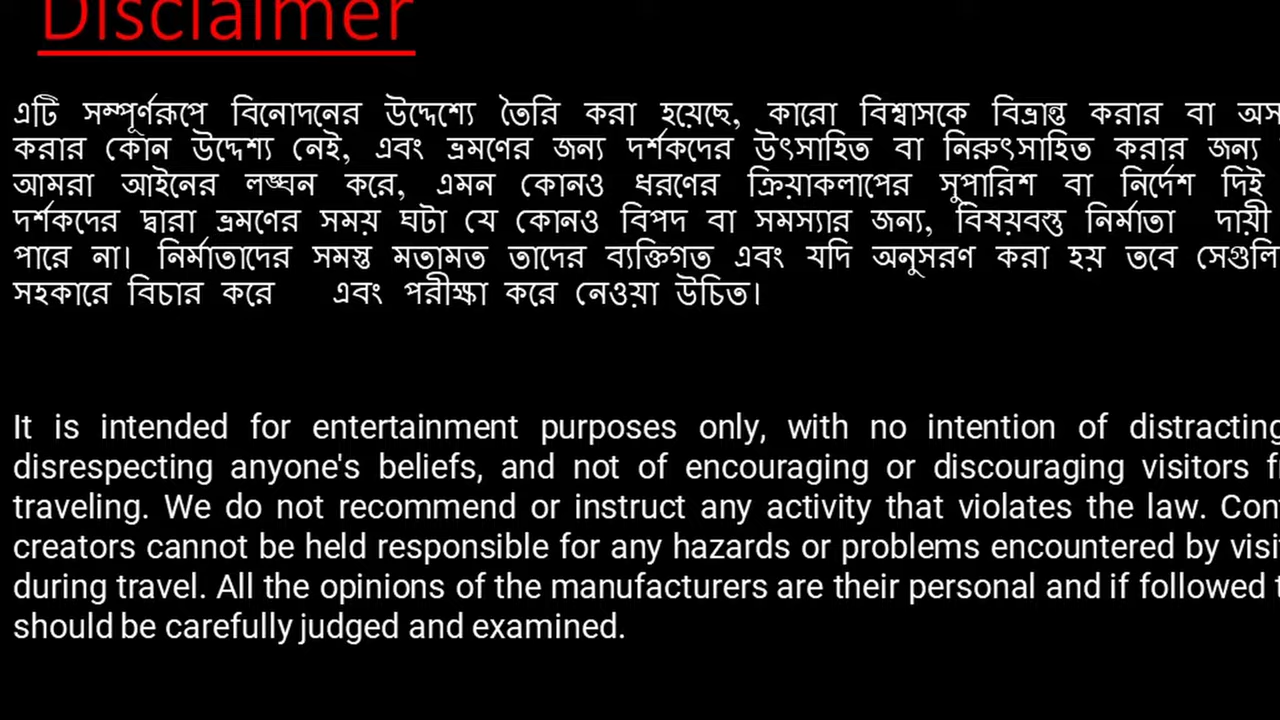 Disclaimer
এটি সম্পূর্ণরূপে বিনোদনের উদ্দেশ্যে তৈরি করা হয়েছে, কারো বিশ্বাসকে বিভ্রান্ত করার বা
করার কোন উদ্দেশ্য নেই, এবং ভ্রমণের জন্য দর্শকদের উৎসাহিত বা নিরুৎসাহিত করার জন্য
আমরা আইনের লঙ্ঘন করে, এমন কোনও ধরণের ক্রিয়াকলাপের সুপারিশ বা নির্দেশ দিই
দর্শকদের দ্বারা ভ্রমণের সময় ঘটা যে কোনও বিপদ বা সমস্যার জন্য, বিষয়বস্তু নির্মাতা দায়ী
পারে না। নির্মাতাদের সমস্ত মতামত তাদের ব্যক্তিগত এবং যদি অনুসরণ করা হয় তবে সেগুলি
সহকারে বিচার করে এবং পরীক্ষা করে নেওয়া উচিত।
It is intended for entertainment purposes only, with no intention of distracting
disrespecting anyone's beliefs, and not of encouraging or discouraging visitors
traveling. We do not recommend or instruct any activity that violates the law.
creators cannot be held responsible for any hazards or problems encountered by
during travel. All the opinions of the manufacturers are their personal and if followed
should be carefully judged and examined.